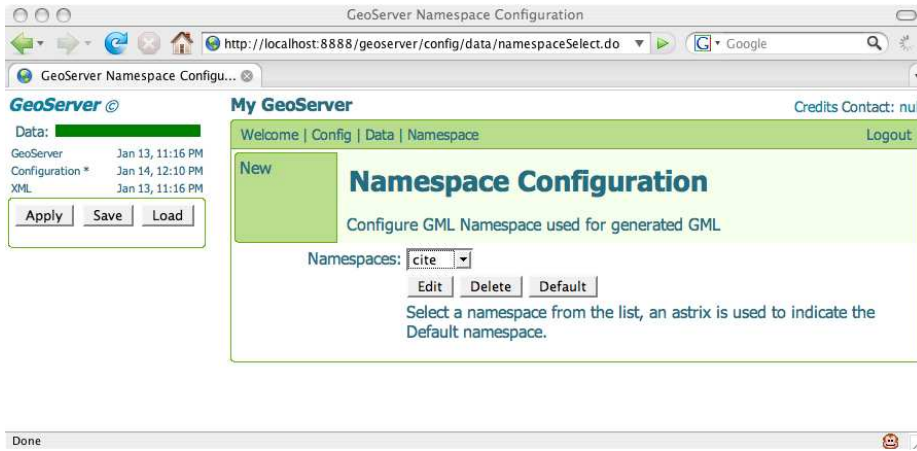 GeoServer Namespace Configuration
http://localhost:8888/geoserver/config/data/namespaceSelect.do
G Google
GeoServer Namespace Configu...
GeoServer ©
My GeoServer
Credits Contact: nul
Data:
GeoServer Jan 13, 11:16 PM
Configuration * Jan 14, 12:10 PM
XML Jan 13, 11:16 PM
Apply Save Load
Welcome | Config | Data | Namespace
Logout
New
Namespace Configuration
Configure GML Namespace used for generated GML
Namespaces: cite
Edit Delete Default
Select a namespace from the list, an astrix is used to indicate the
Default namespace.
Done